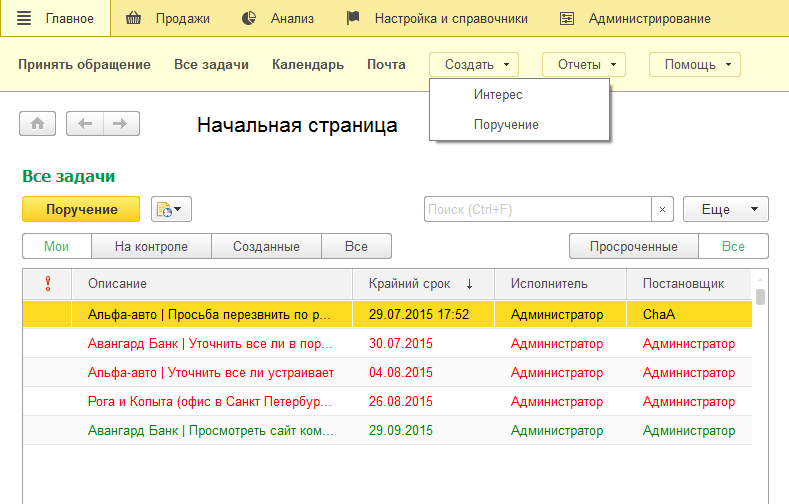 Главное Продажи Анализ Настройка и справочники Администрирование
Принять обращение Все задачи Календарь Почта Создать Отчеты Помощь
Интерес
Поручение
Начальная страница
Все задачи
Поручение Поиск (Ctrl+F) × Еще
Мои На контроле Созданные Все Просроченные Все
Описание Крайний срок ↓ Исполнитель Постановщик
Альфа-авто | Просьба перезвнить по р... 29.07.2015 17:52 Администратор ChaA
Авангард Банк | Уточнить все ли в пор... 30.07.2015 Администратор Администратор
Альфа-авто | Уточнить все ли устраивает 04.08.2015 Администратор Администратор
Рога и Копыта (офис в Санкт Петербур... 26.08.2015 Администратор Администратор
Авангард Банк | Просмотреть сайт ком... 29.09.2015 Администратор Администратор